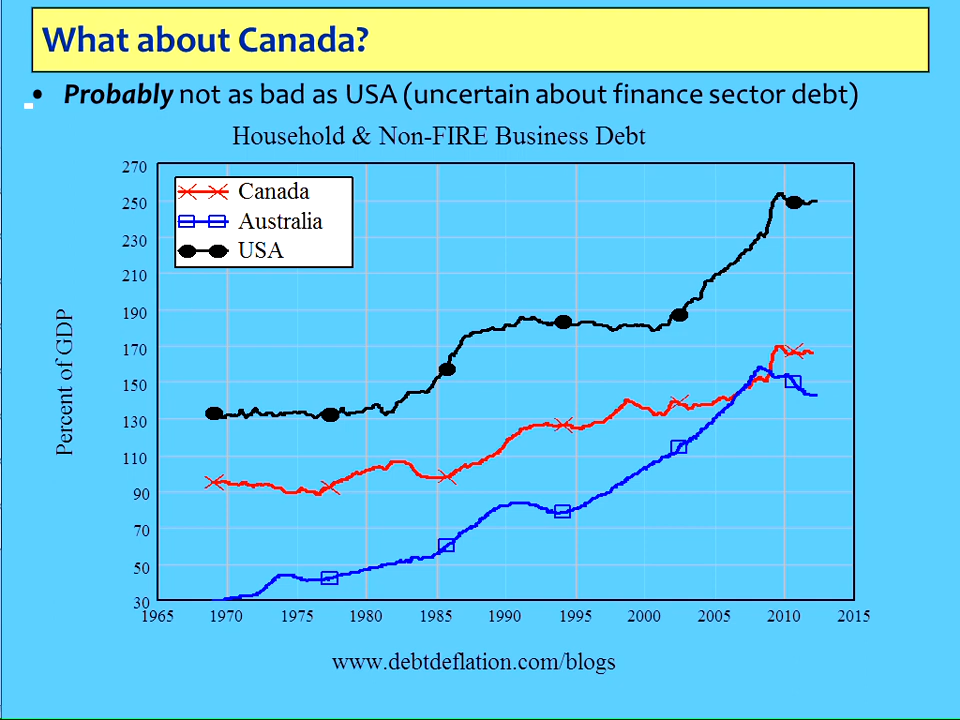 What about Canada?
• Probably not as bad as USA (uncertain about finance sector debt)
Household & Non-FIRE Business Debt
270
250
230
210
190
170
150
130
110
90
70
50
30
Canada
Australia
USA
Percent of GDP
1965 1970 1975 1980 1985 1990 1995 2000 2005 2010 2015
www.debtdeflation.com/blogs